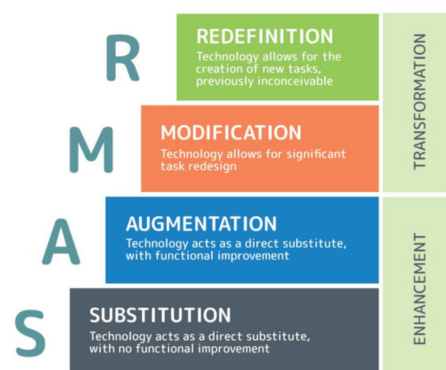 R
REDEFINITION
Technology allows for the
creation of new tasks,
previously inconceivable
M
MODIFICATION
Technology allows for significant
task redesign
TRANSFORMATION
A
AUGMENTATION
Technology acts as a direct substitute,
with functional improvement
S
SUBSTITUTION
Technology acts as a direct substitute,
with no functional improvement
ENHANCEMENT